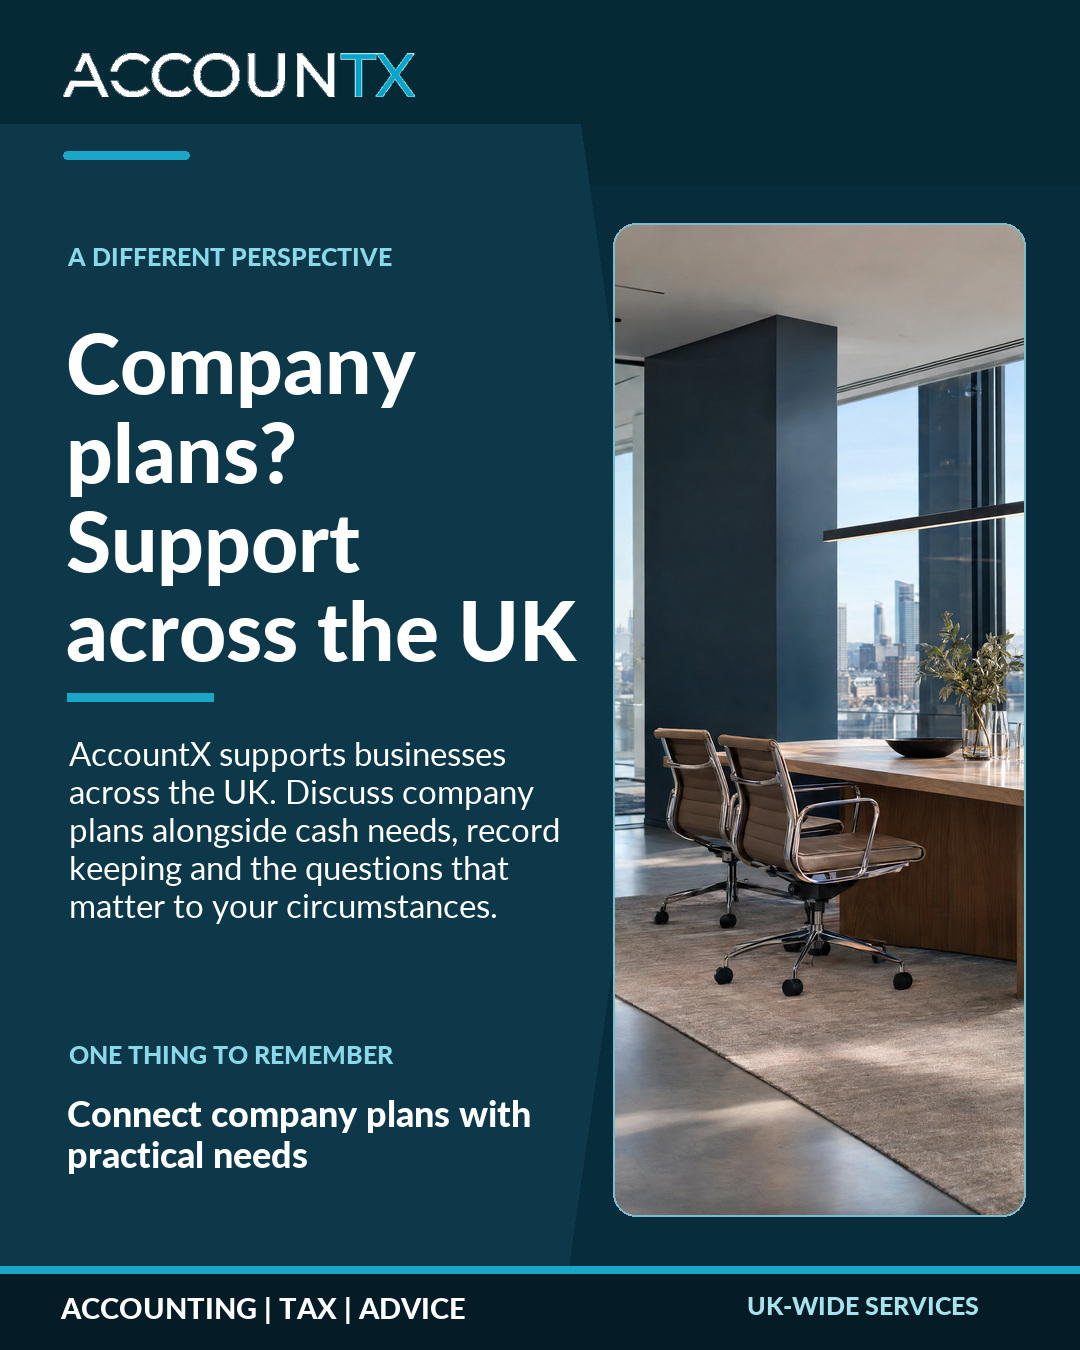 ACCOUNTX
A DIFFERENT PERSPECTIVE
Company
plans?
Support
across the UK
AccountX supports businesses
across the UK. Discuss company
plans alongside cash needs, record
keeping and the questions that
matter to your circumstances.
ONE THING TO REMEMBER
Connect company plans with
practical needs
ACCOUNTING | TAX | ADVICE
UK-WIDE SERVICES